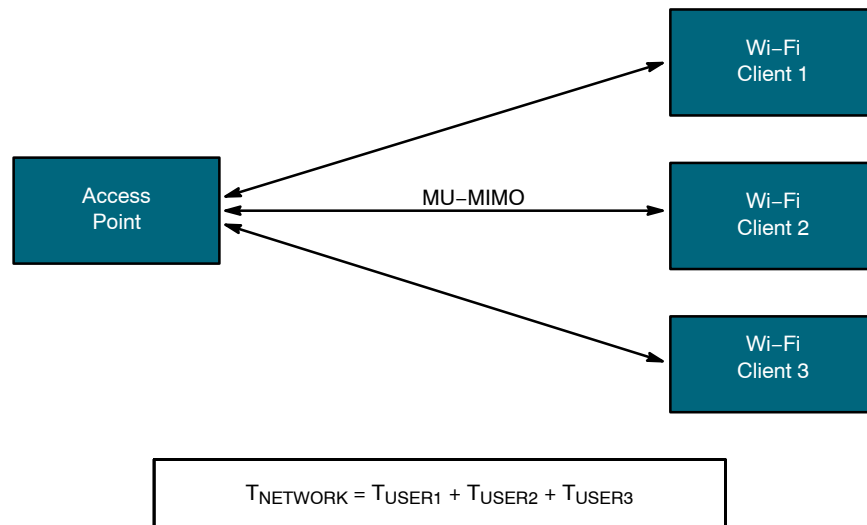 Wi−Fi
Client 1
Access
Point
MU−MIMO
Wi−Fi
Client 2
Wi−Fi
Client 3
TNETWORK = TUSER1 + TUSER2 + TUSER3